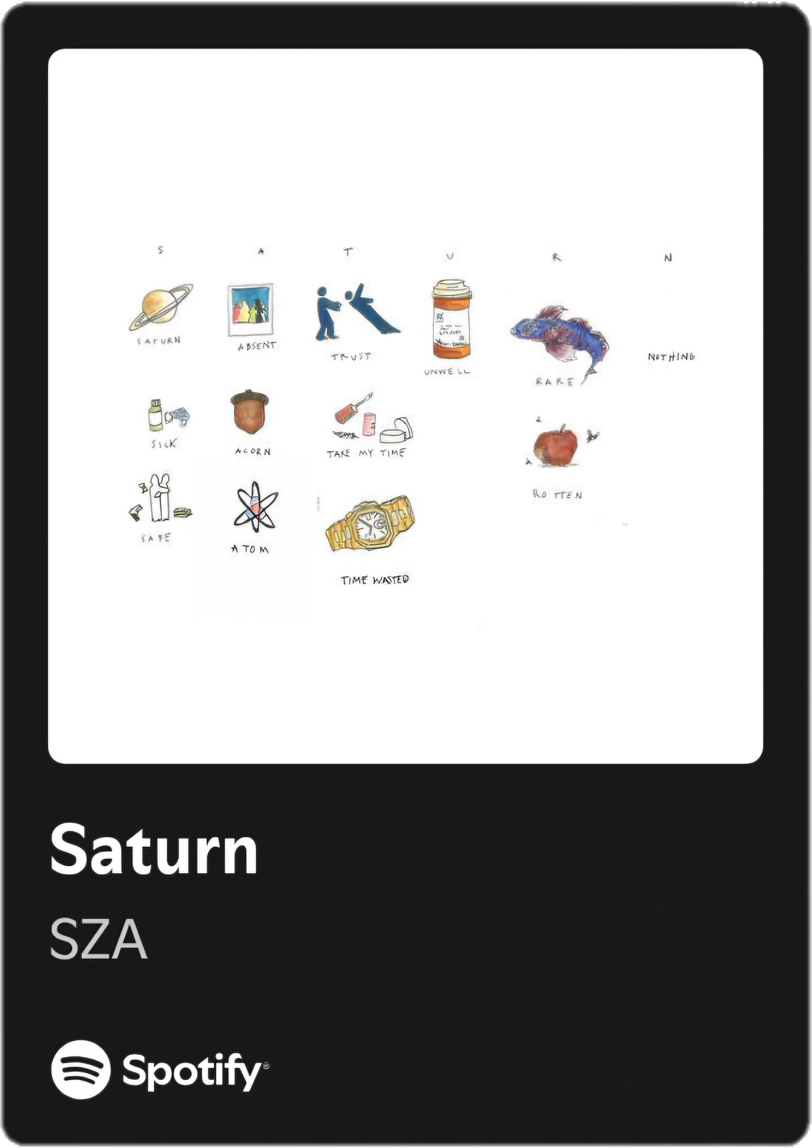 S A T U R N
SATURN ABSENT TRUST UNWELL RARE NOTHING
SICK ACORN TAKE MY TIME ROTTEN
SAFE ATOM TIME WASTED
Saturn
SZA
Spotify®